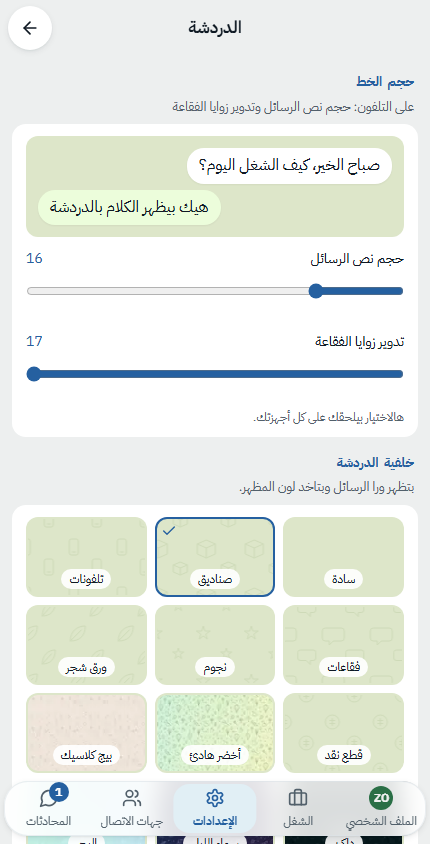 الدردشة
حجم الخط
على التلفون: حجم نص الرسائل وتدوير زوايا الفقاعة
صباح الخير، كيف الشغل اليوم؟
هيك بيظهر الكلام بالدردشة
حجم نص الرسائل 16
تدوير زوايا الفقاعة 17
هالاختيار بيلحقك على كل أجهزتك.
خلفية الدردشة
بتظهر ورا الرسائل وبتاخد لون المظهر.
سادة صناديق تلفونات
فقاعات نجوم ورق شجر
قطع نقد أخضر هادئ بيج كلاسيك
ZO 1
الملف الشخصي الشغل الإعدادات جهات الاتصال المحادثات